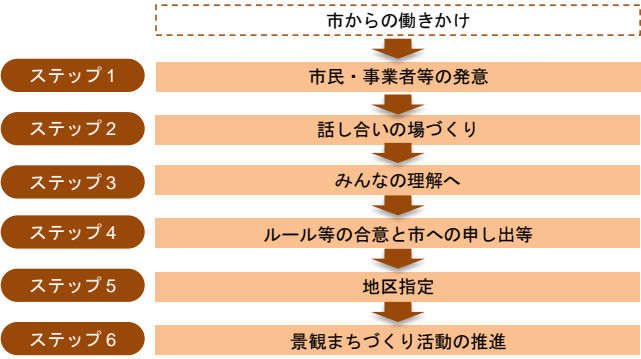 市からの働きかけ
ステップ1 市民・事業者等の発意
ステップ2 話し合いの場づくり
ステップ3 みんなの理解へ
ステップ4 ルール等の合意と市への申し出等
ステップ5 地区指定
ステップ6 景観まちづくり活動の推進